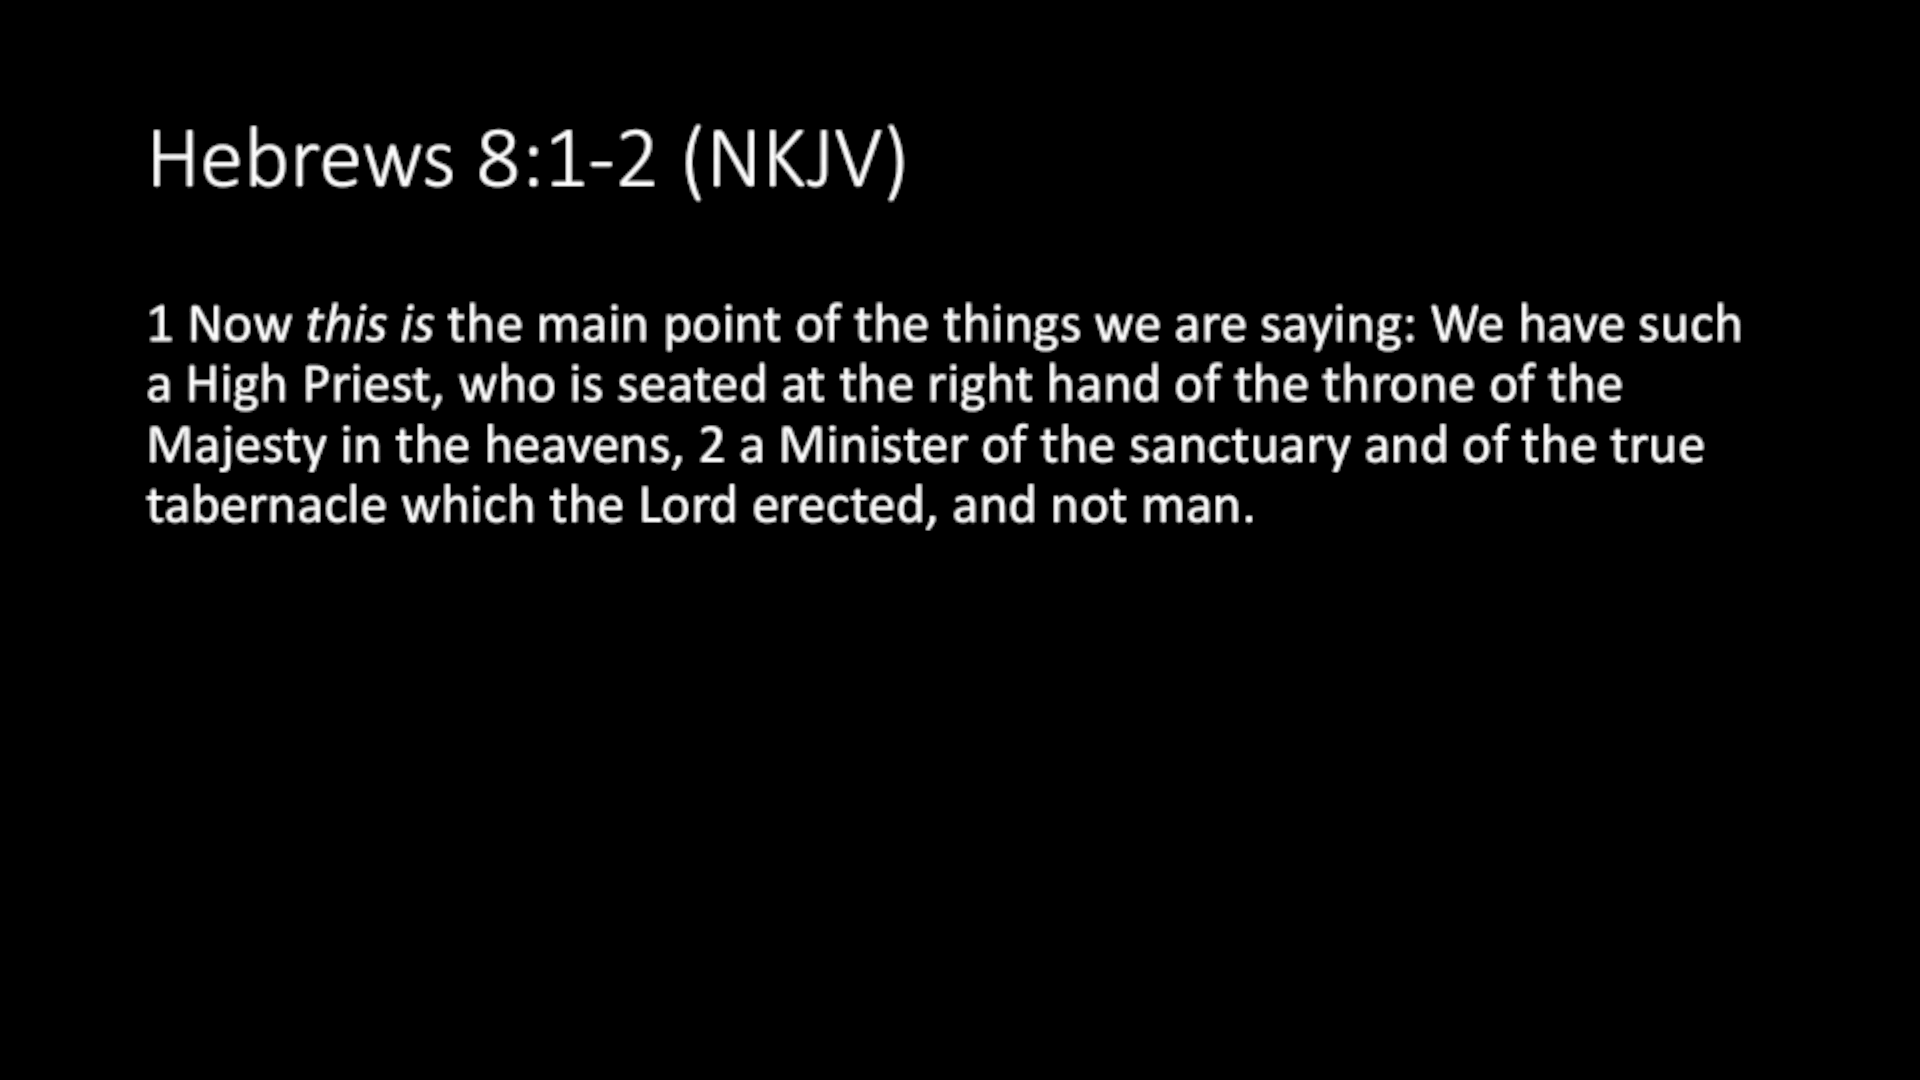 Hebrews 8:1-2 (NKJV)
1 Now this is the main point of the things we are saying: We have such
a High Priest, who is seated at the right hand of the throne of the
Majesty in the heavens, 2 a Minister of the sanctuary and of the true
tabernacle which the Lord erected, and not man.